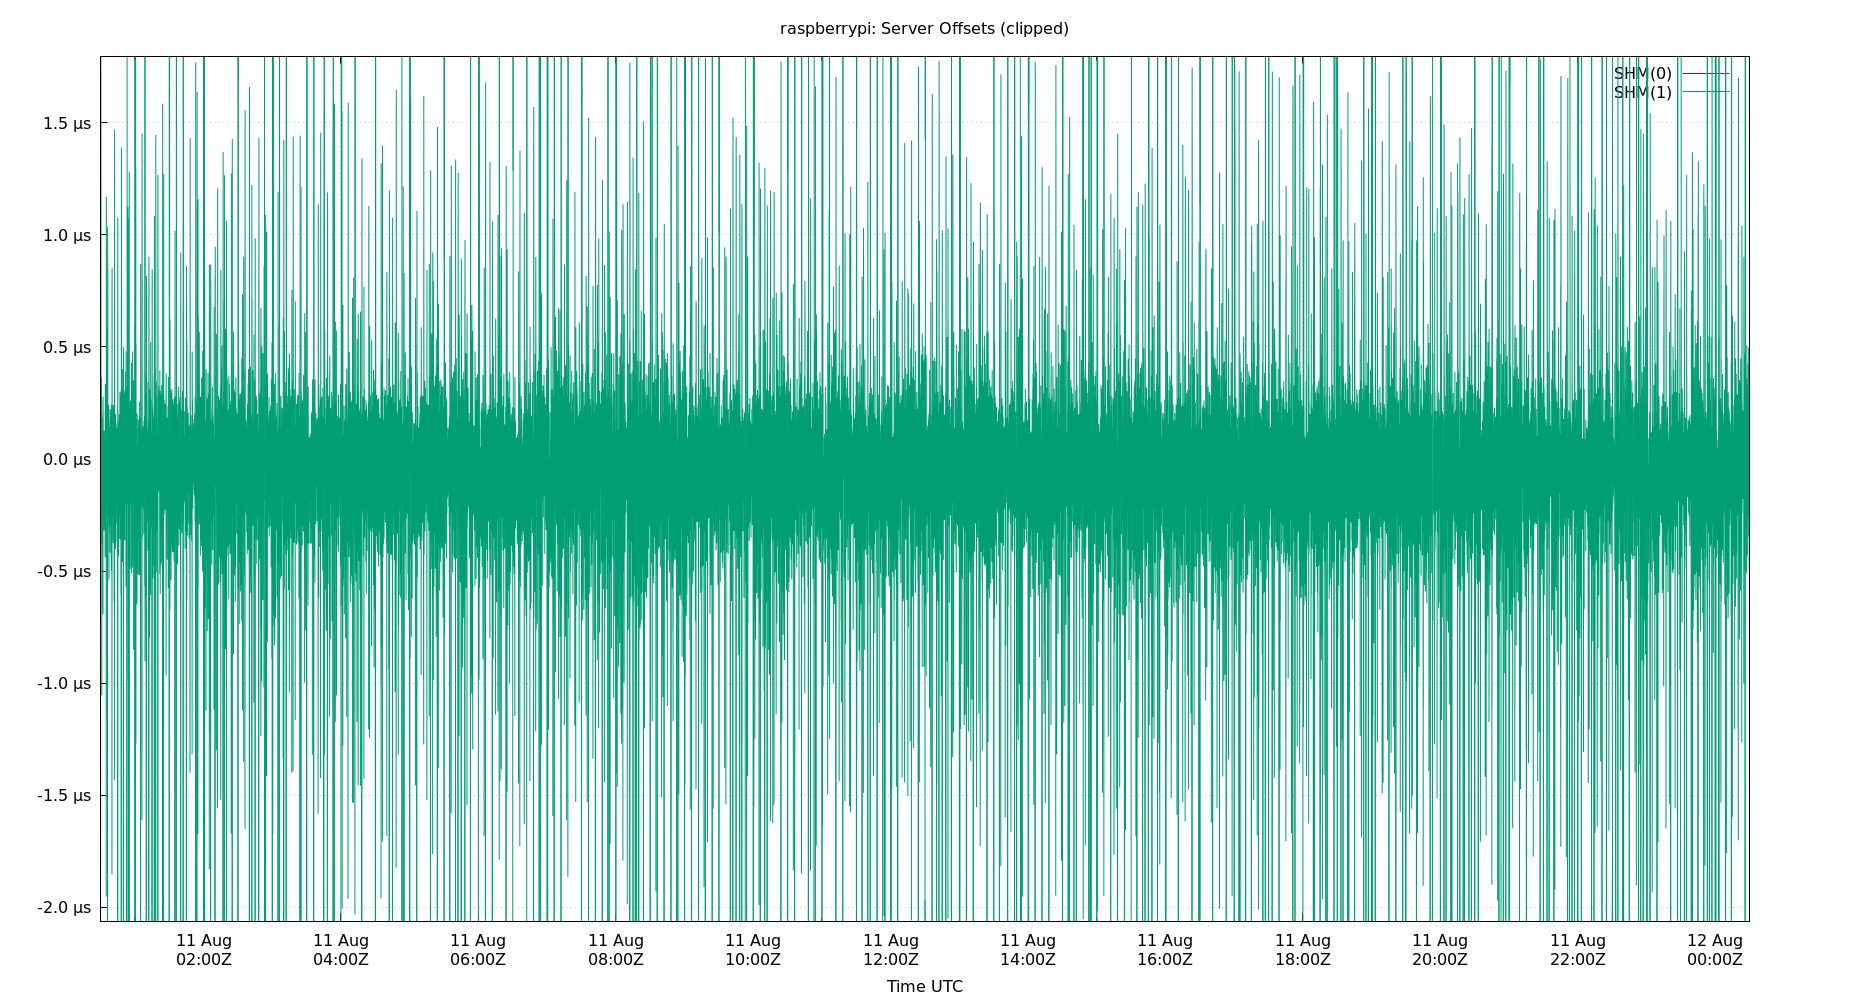 raspberrypi: Server Offsets (clipped)
SHM(0)
SHM(1)
1.5 µs
1.0 µs
0.5 µs
0.0 µs
-0.5 µs
-1.0 µs
-1.5 µs
-2.0 µs
11 Aug 11 Aug 11 Aug 11 Aug 11 Aug 11 Aug 11 Aug 11 Aug 11 Aug 11 Aug 11 Aug 12 Aug
02:00Z 04:00Z 06:00Z 08:00Z 10:00Z 12:00Z 14:00Z 16:00Z 18:00Z 20:00Z 22:00Z 00:00Z
Time UTC